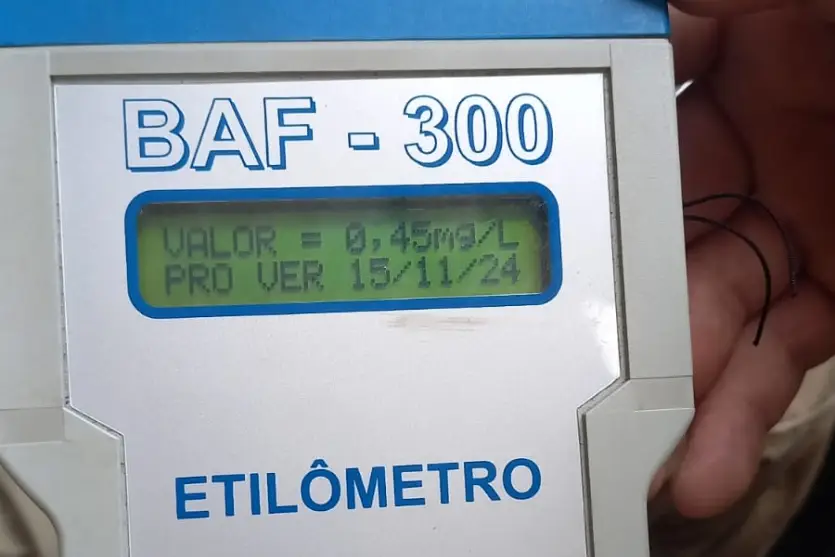 BAF - 300
VALOR = 0,45mg/L
PRO VER 15/11/24
ETILÔMETRO